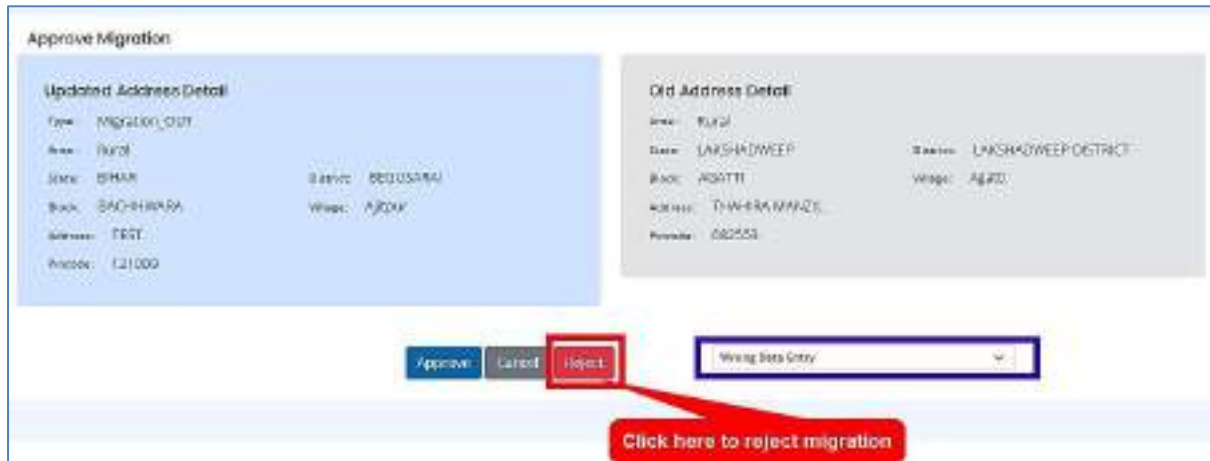 Approve Migration
Updated Address Detail
Type: Migration_OUT
Area: Rural
State: BIHAR District: BEGUSARAI
Block: BACHHWARA Village: Ajitpur
Address: TEST
Pincode: 121009
Old Address Detail
Area: Rural
State: LAKSHADWEEP District: LAKSHADWEEP DISTRICT
Block: AGATTI Village: Agatti
Address: THAHIRA MANZIL
Pincode:
Approve Cancel Reject Wrong Data Entry
Click here to reject migration